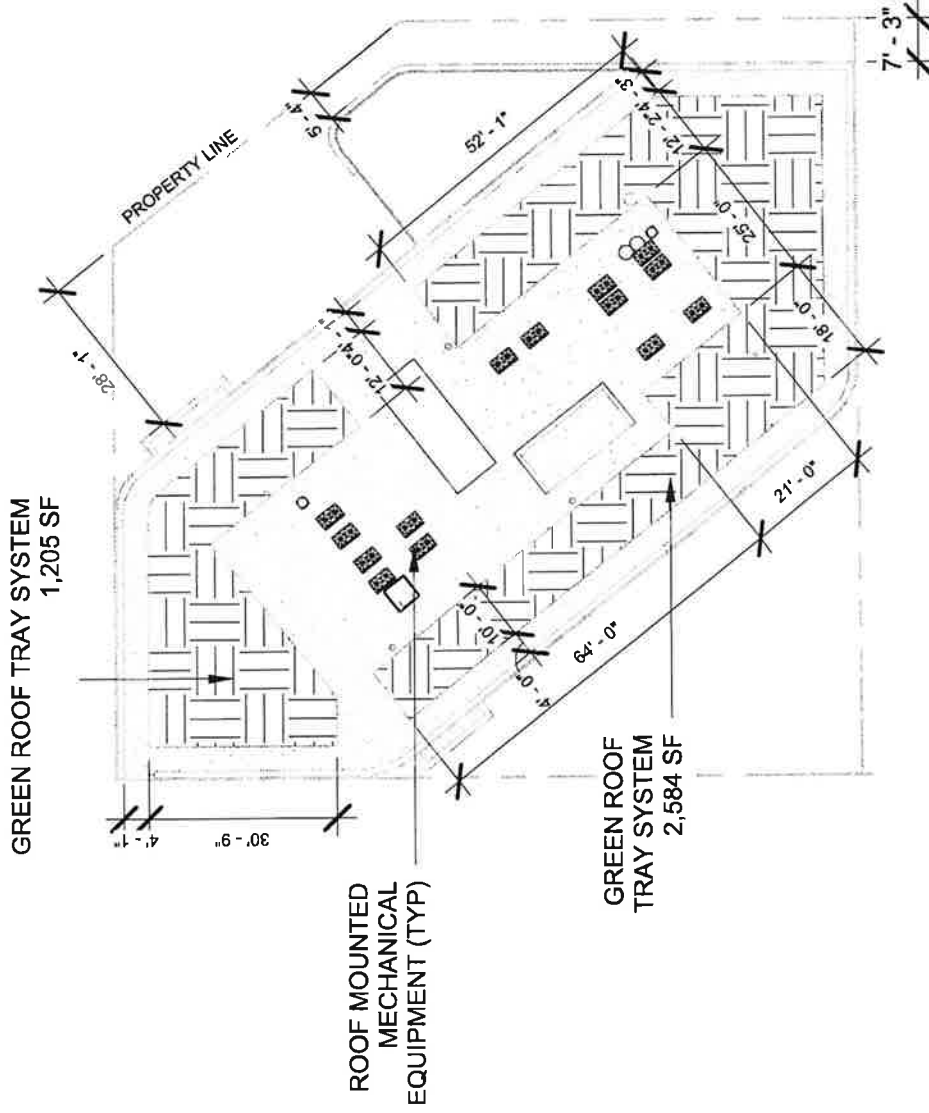 GREEN ROOF TRAY SYSTEM
1,205 SF
PROPERTY LINE
5' - 4"
28' - 1"
52' - 1"
7' - 3"
12' - 2"
4' - 3"
25' - 0"
18' - 0"
12' - 0"
4' - 1"
21' - 0"
64' - 0"
10' - 0"
4' - 0"
4' - 1"
30' - 9"
ROOF MOUNTED
MECHANICAL
EQUIPMENT (TYP)
GREEN ROOF
TRAY SYSTEM
2,584 SF